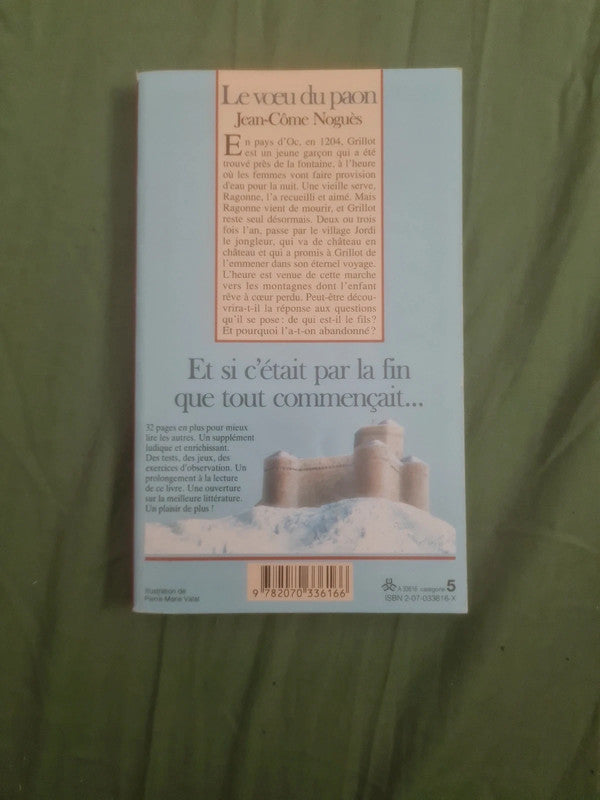 Le vœu du paon
Jean-Côme Noguès
En pays d'Oc, en 1204, Grillot
est un jeune garçon qui a été
trouvé près de la fontaine, à l'heure
où les femmes vont faire provision
d'eau pour la nuit. Une vieille serve,
Ragonne, l'a recueilli et aimé. Mais
Ragonne vient de mourir, et Grillot
reste seul désormais. Deux ou trois
fois l'an, passe par le village Jordi
le jongleur, qui va de château en
château et qui a promis à Grillot de
l'emmener dans son éternel voyage.
L'heure est venue de cette marche
vers les montagnes dont l'enfant
rêve à cœur perdu. Peut-être décou-
vrira-t-il la réponse aux questions
qu'il se pose : de qui est-il le fils ?
Et pourquoi l'a-t-on abandonné ?
Et si c'était par la fin
que tout commençait...
32 pages en plus pour mieux
lire les autres. Un supplément
ludique et enrichissant.
Des tests, des jeux, des
exercices d'observation. Un
prolongement à la lecture
de ce livre. Une ouverture
sur la meilleure littérature.
Un plaisir de plus !
Illustration de
Pierre-Marie Valat
9 782070 336166
A 33616 catégorie 5
ISBN 2-07-033616-X